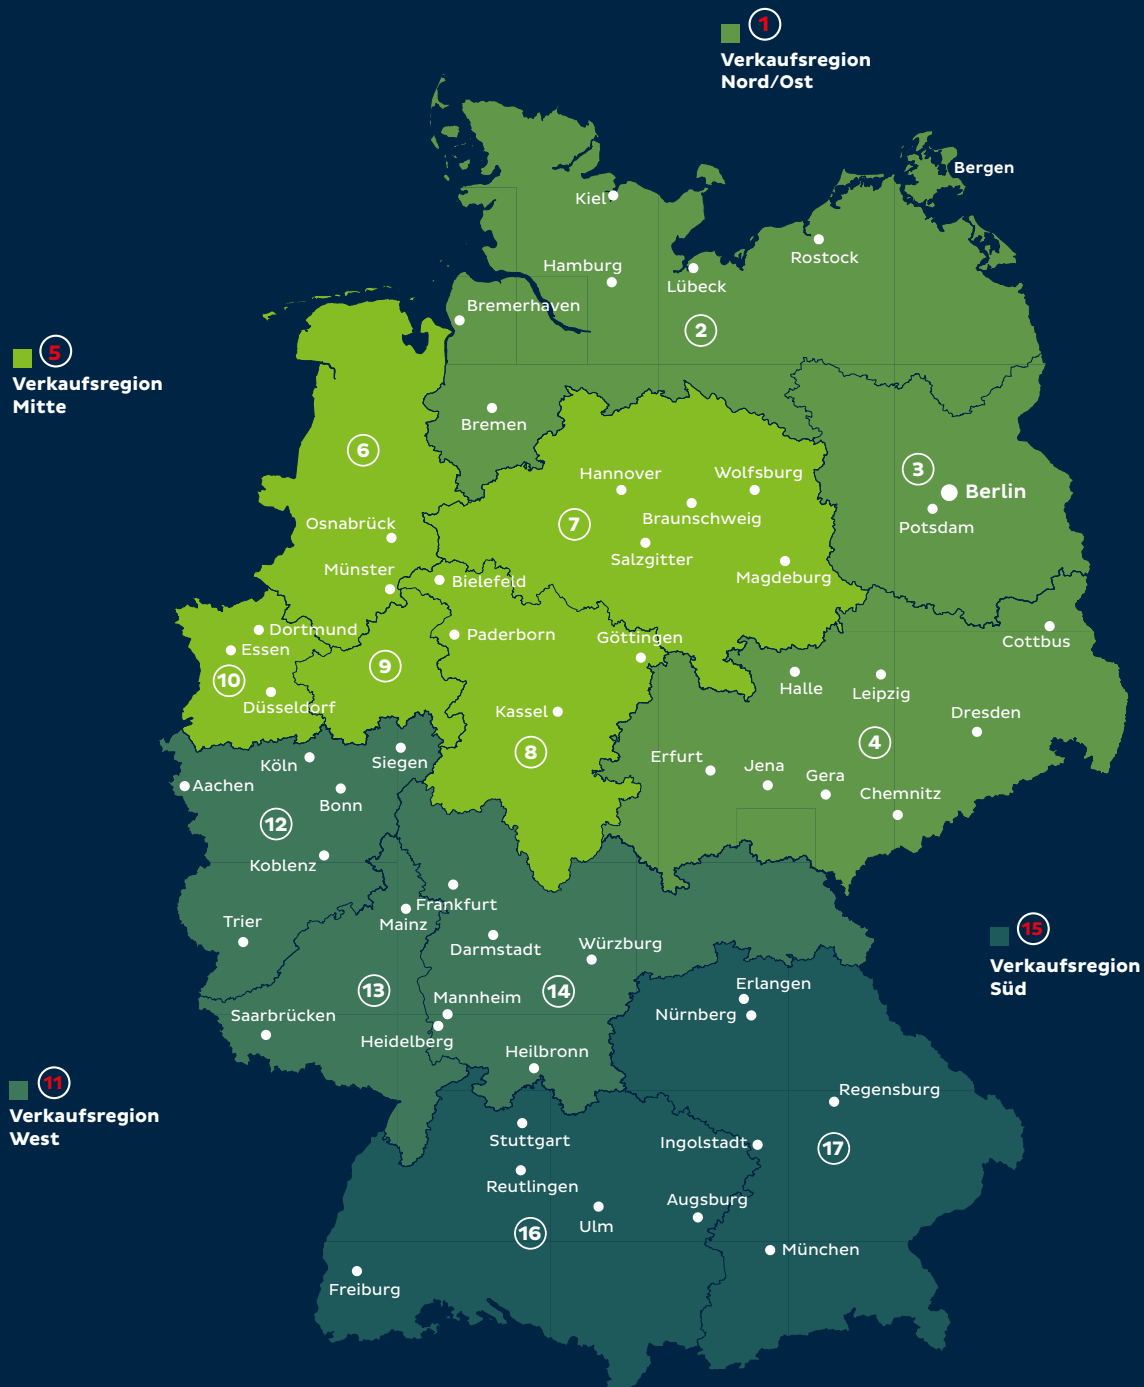 1
Verkaufsregion
Nord/Ost
Bergen
Kiel
Rostock
Hamburg
Lübeck
Bremerhaven
2
5
Verkaufsregion
Mitte
Bremen
6
3
Hannover
Wolfsburg
Berlin
7
Braunschweig
Osnabrück
Potsdam
Salzgitter
Münster
Magdeburg
Bielefeld
Dortmund
Paderborn
Göttingen
Cottbus
Essen
9
10
Halle
Leipzig
Düsseldorf
Kassel
Dresden
4
8
Köln
Siegen
Erfurt
Jena
Gera
Aachen
Bonn
Chemnitz
12
Koblenz
Frankfurt
Trier
Mainz
15
Verkaufsregion
Süd
Darmstadt
Würzburg
13
14
Erlangen
Mannheim
Nürnberg
Saarbrücken
Heidelberg
Heilbronn
11
Verkaufsregion
West
Regensburg
Stuttgart
Ingolstadt
17
Reutlingen
Augsburg
Ulm
16
München
Freiburg